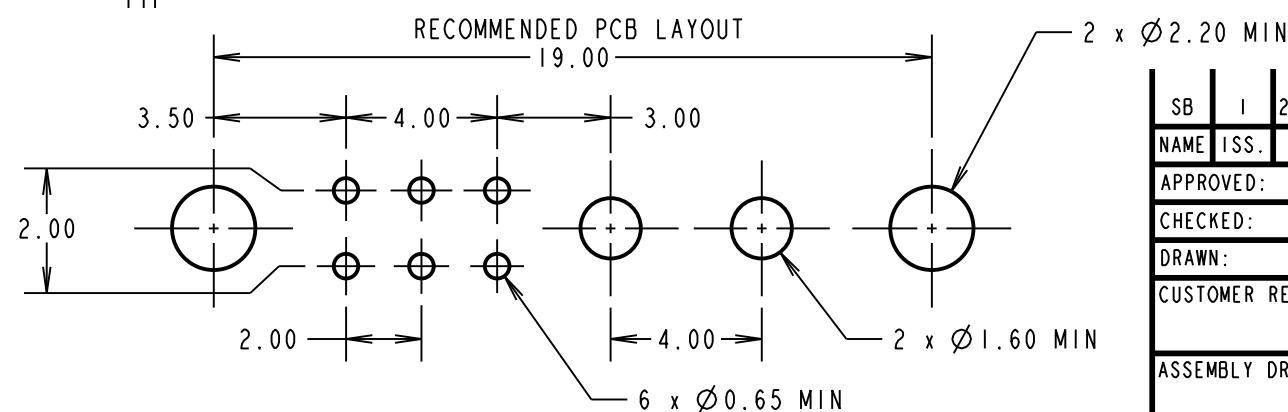 RECOMMENDED PCB LAYOUT
19.00
2 x Ø2.20 MIN
3.50
4.00
3.00
2.00
2.00
4.00
2 x Ø1.60 MIN
6 x Ø0.65 MIN
SB 1 2
NAME ISS.
APPROVED:
CHECKED:
DRAWN:
CUSTOMER RE
ASSEMBLY DR